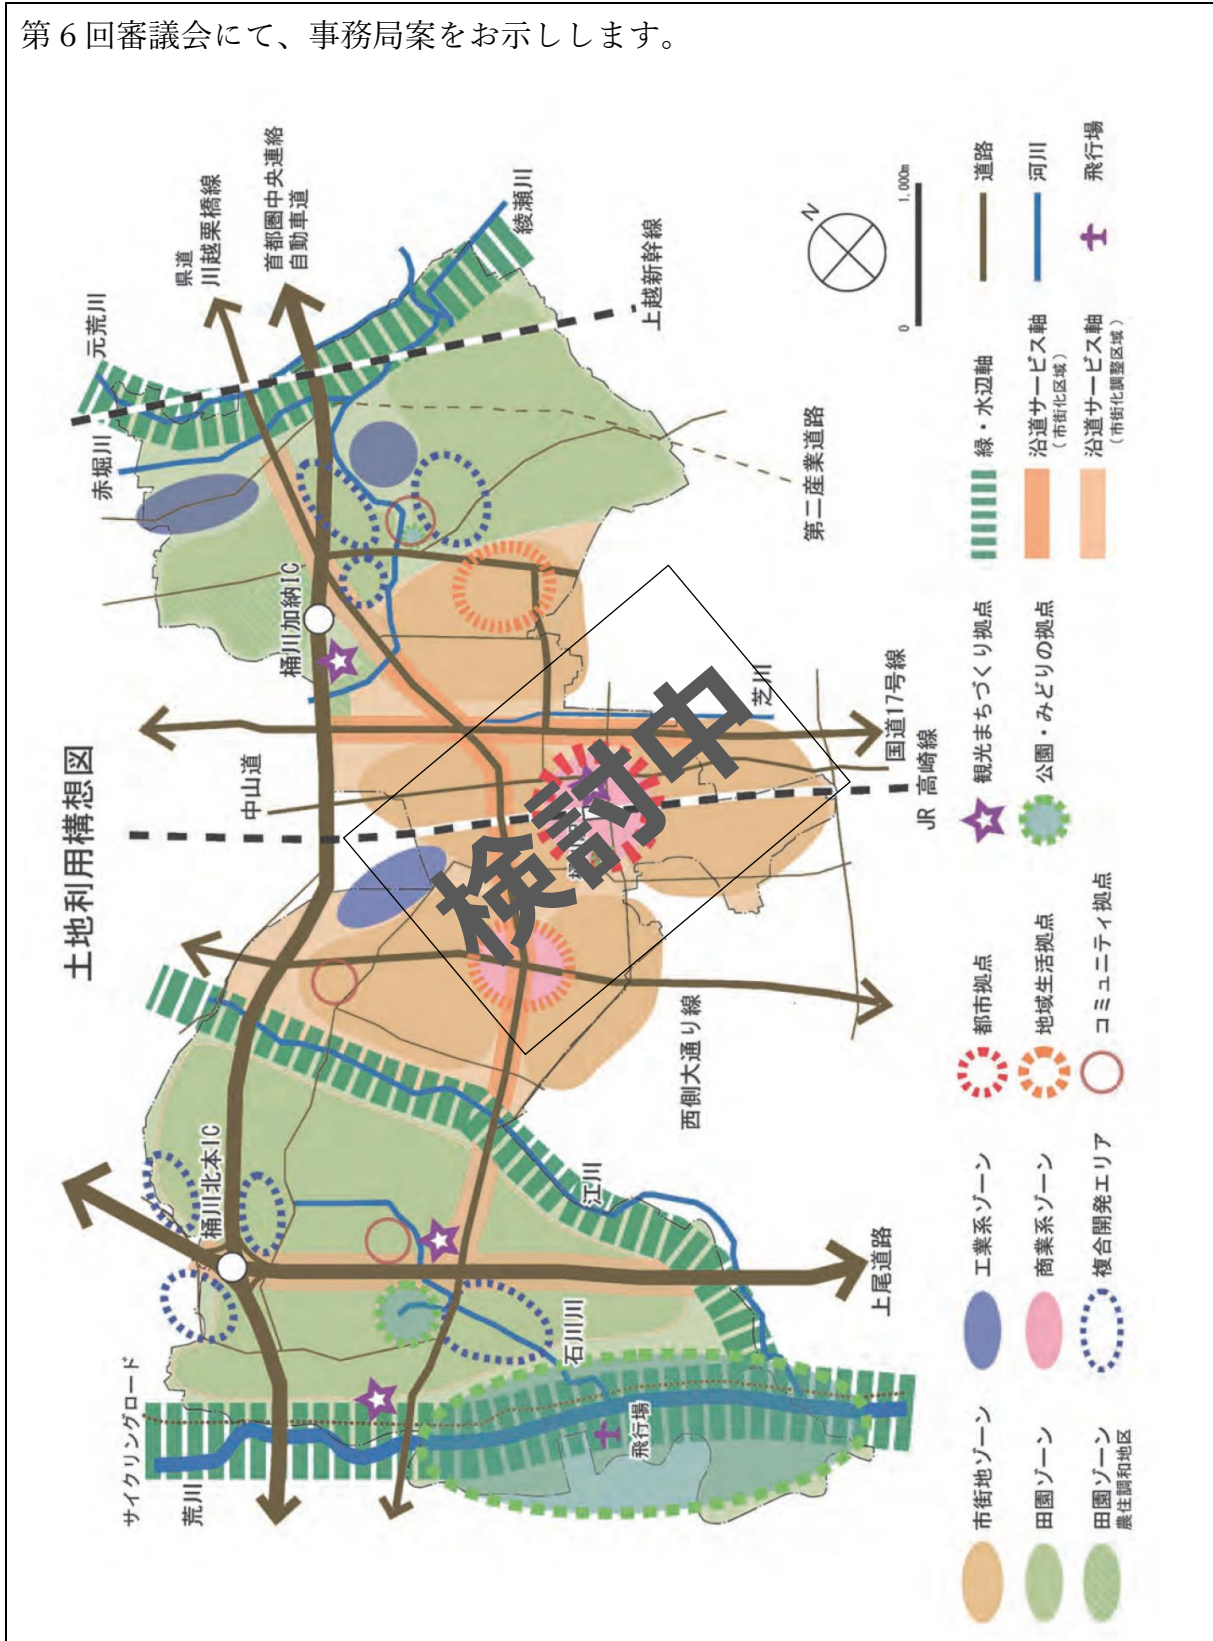 第６回審議会にて、事務局案をお示しします。
土地利用構想図
元荒川
県道
川越栗橋線
首都圏中央連絡
自動車道
綾瀬川
上越新幹線
赤堀川
第二産業道路
桶川加納IC
中山道
芝川
国道17号線
JR 高崎線
検討中
西側大通り線
桶川北本IC
江川
上尾道路
石川川
サイクリングロード
荒川
飛行場
N
0
1,000m
市街地ゾーン
田園ゾーン
田園ゾーン
農住調和地区
工業系ゾーン
商業系ゾーン
複合開発エリア
都市拠点
地域生活拠点
コミュニティ拠点
観光まちづくり拠点
公園・みどりの拠点
緑・水辺軸
沿道サービス軸
（市街化区域）
沿道サービス軸
（市街化調整区域）
道路
河川
飛行場